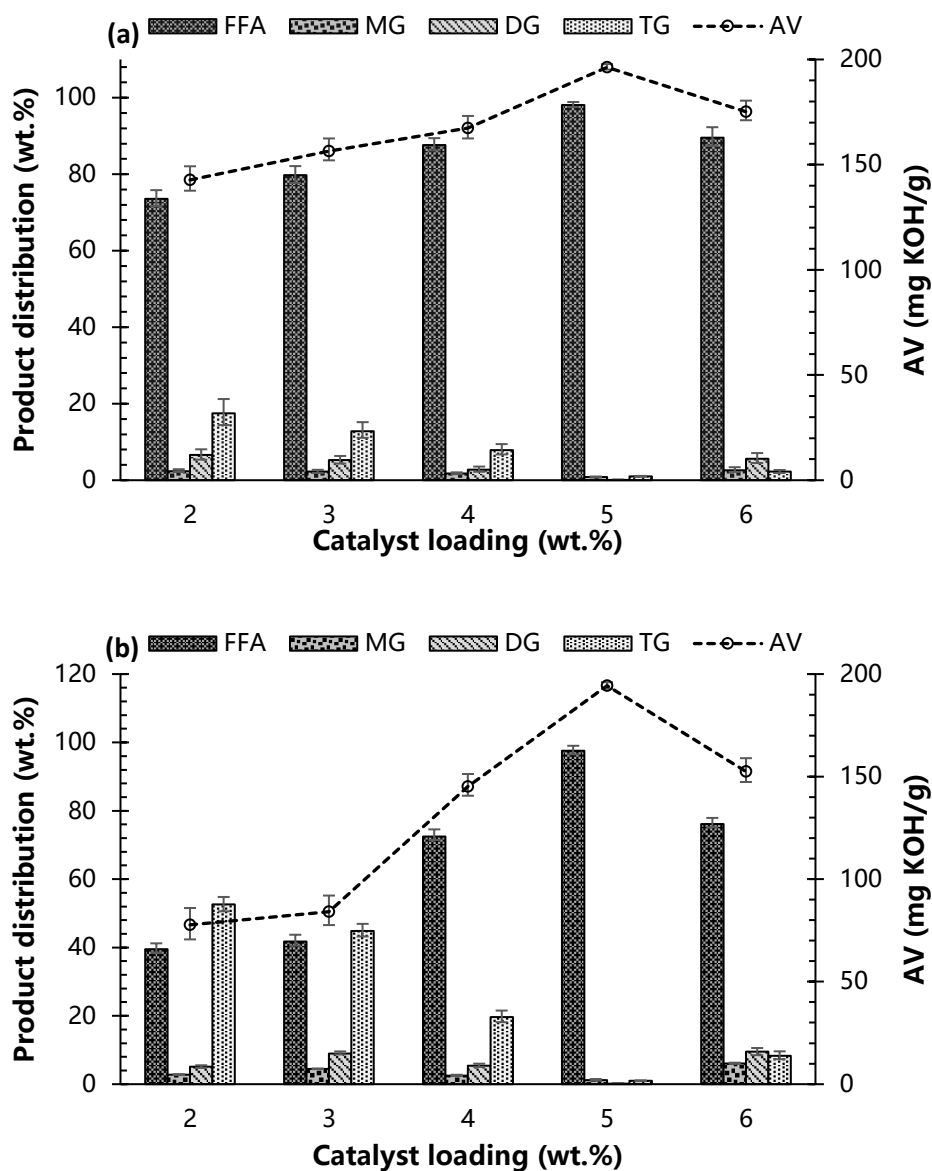 (a) FFA MG DG TG AV
Product distribution (wt.%)
100
80
60
40
20
0
200
150
100
50
0
AV (mg KOH/g)
2 3 4 5 6
Catalyst loading (wt.%)
(b) FFA MG DG TG AV
Product distribution (wt.%)
120
100
80
60
40
20
0
200
150
100
50
0
AV (mg KOH/g)
2 3 4 5 6
Catalyst loading (wt.%)